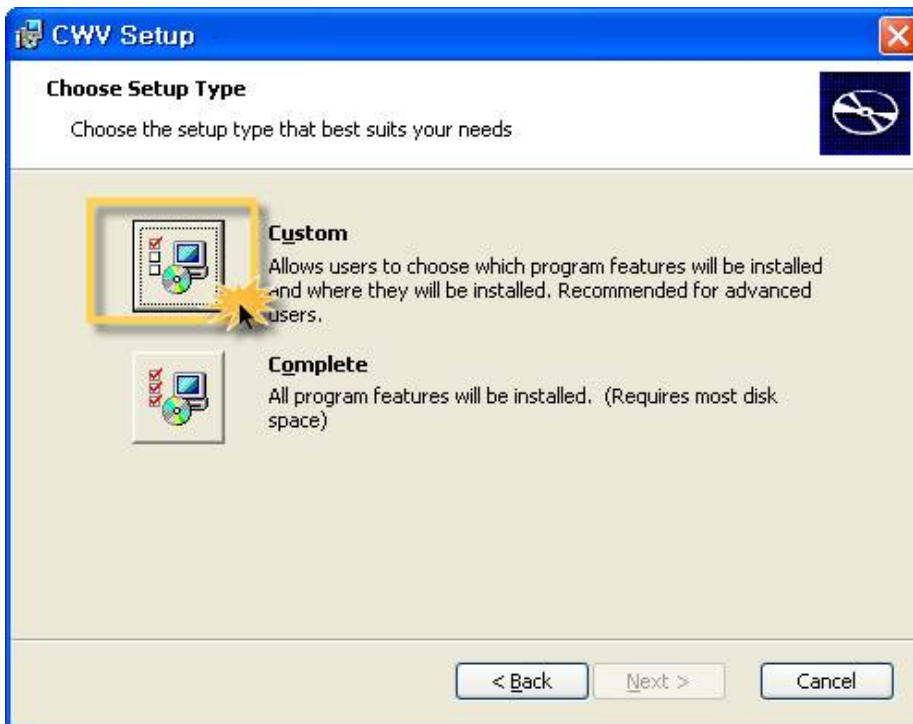 CWV Setup
Choose Setup Type
Choose the setup type that best suits your needs
Custom
Allows users to choose which program features will be installed
and where they will be installed. Recommended for advanced
users.
Complete
All program features will be installed. (Requires most disk
space)
< Back
Next >
Cancel